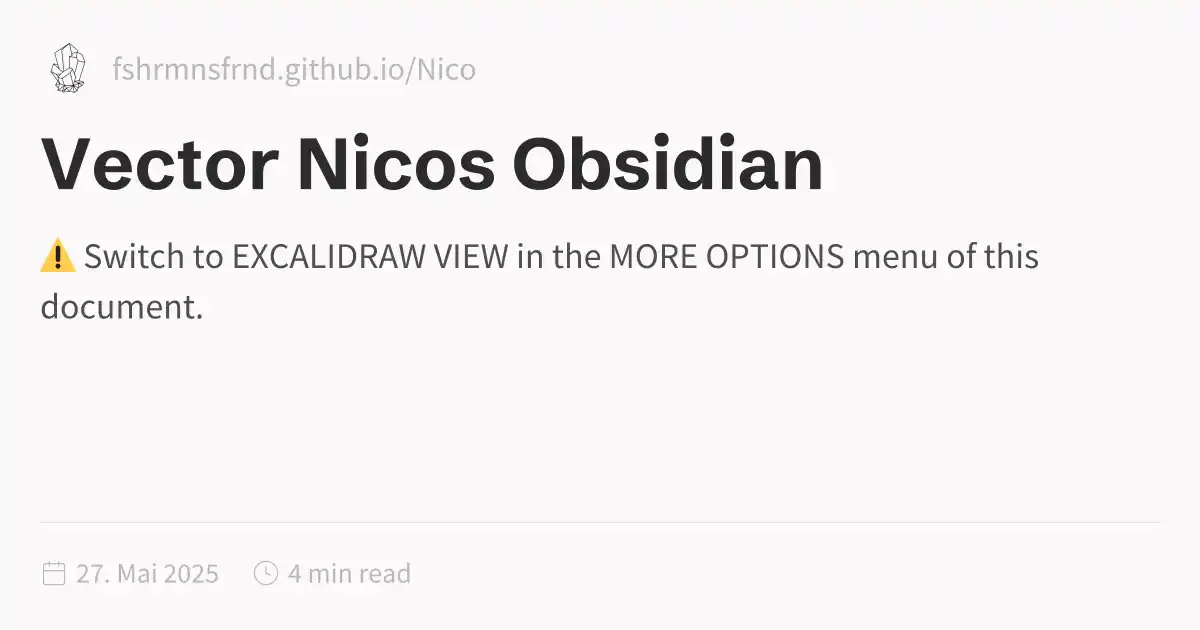 fshrmnsfrnd.github.io/Nico
Vector Nicos Obsidian
⚠️ Switch to EXCALIDRAW VIEW in the MORE OPTIONS menu of this
document.
27. Mai 2025 4 min read